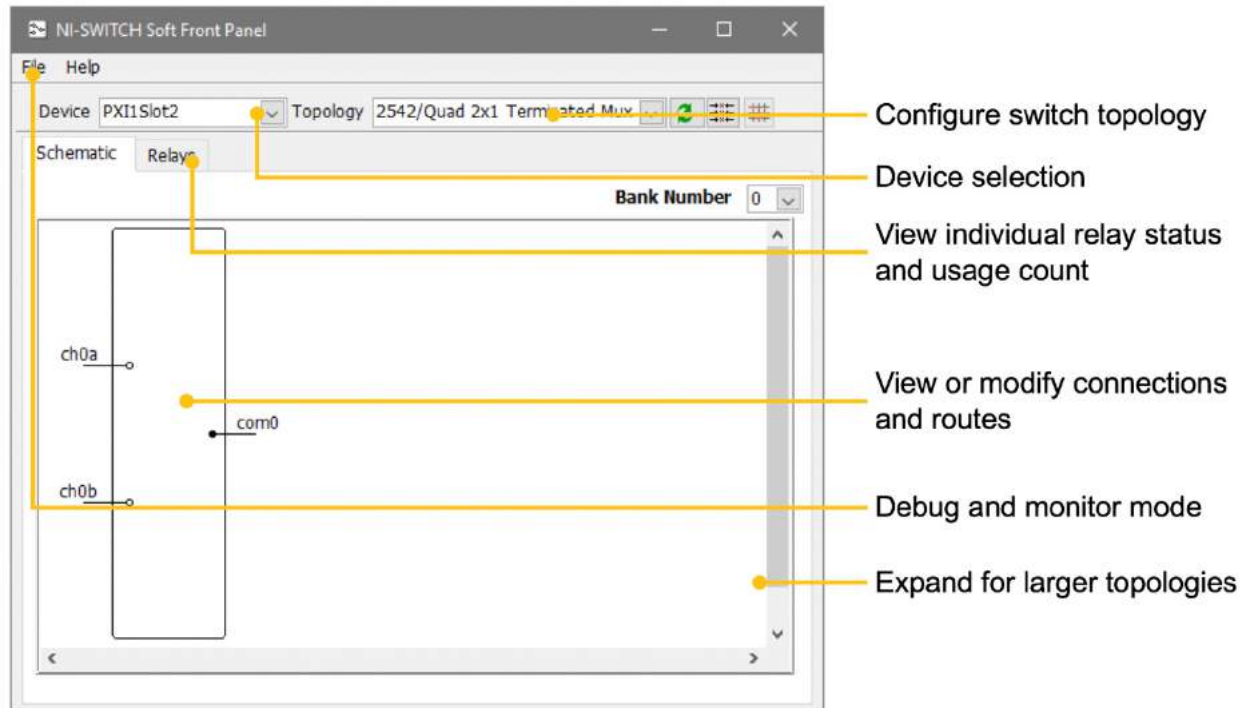 NI-SWITCH Soft Front Panel
File Help
Device PXI1Slot2 Topology 2542/Quad 2x1 Terminated Mux
Configure switch topology
Schematic Relays
Device selection
Bank Number 0
View individual relay status
and usage count
ch0a
View or modify connections
and routes
com0
ch0b
Debug and monitor mode
Expand for larger topologies